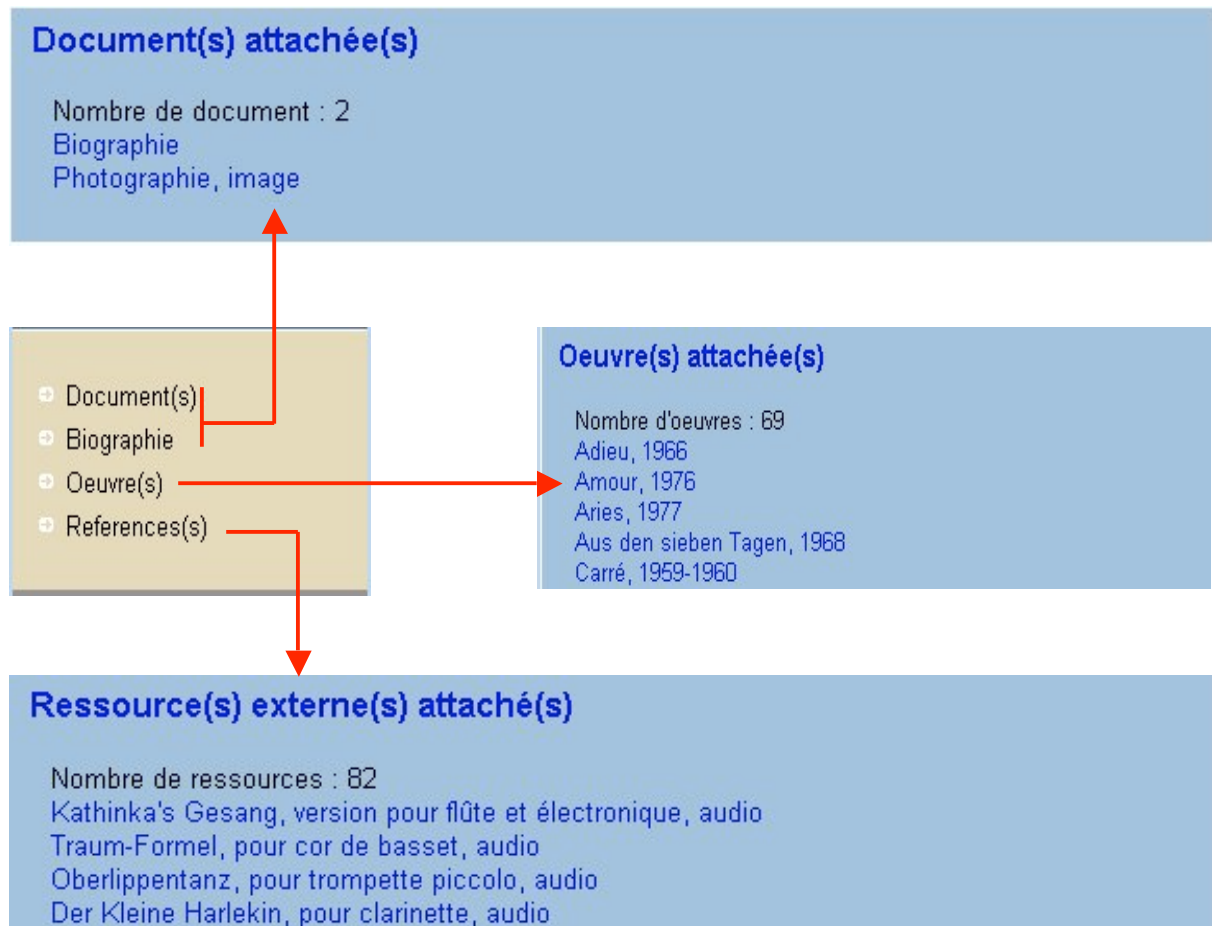 Document(s) attachée(s)
Nombre de document : 2
Biographie
Photographie, image
Document(s)
Biographie
Oeuvre(s)
References(s)
Oeuvre(s) attachée(s)
Nombre d'oeuvres : 69
Adieu, 1966
Amour, 1976
Aries, 1977
Aus den sieben Tagen, 1968
Carré, 1959-1960
Ressource(s) externe(s) attaché(s)
Nombre de ressources : 82
Kathinka's Gesang, version pour flûte et électronique, audio
Traum-Formel, pour cor de basset, audio
Oberlippentanz, pour trompette piccolo, audio
Der Kleine Harlekin, pour clarinette, audio